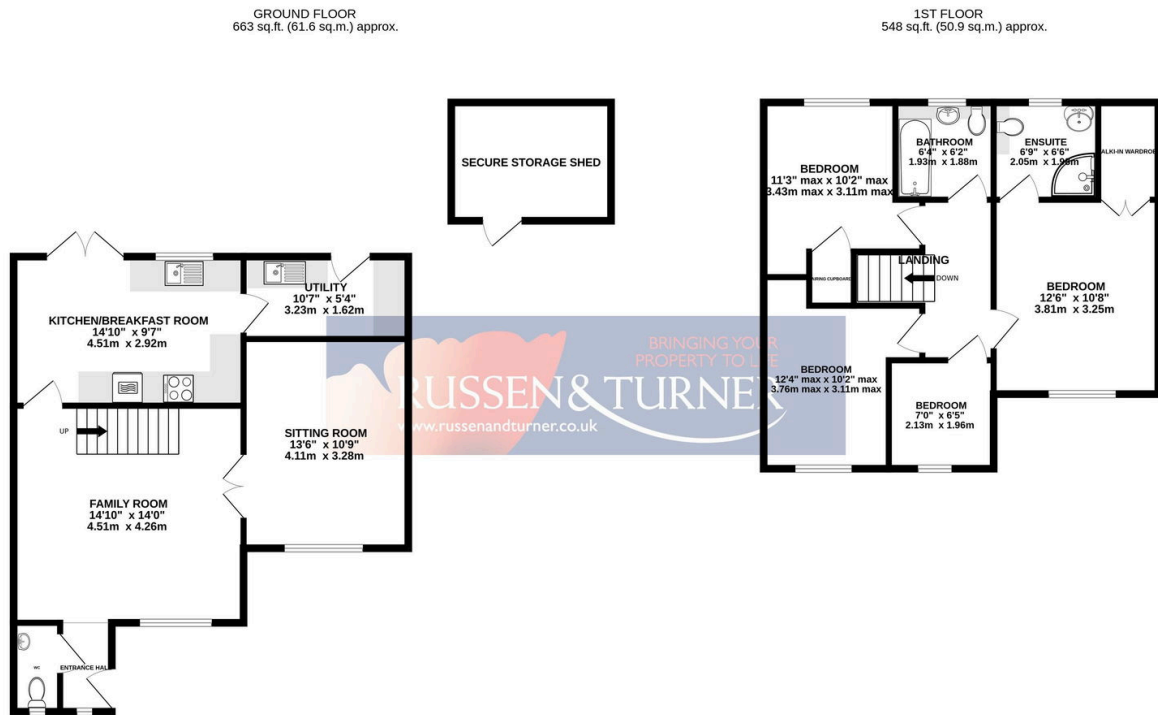 GROUND FLOOR
663 sq.ft. (61.6 sq.m.) approx.
1ST FLOOR
548 sq.ft. (50.9 sq.m.) approx.
SECURE STORAGE SHED
KITCHEN/BREAKFAST ROOM
14'10" x 9'7"
4.51m x 2.92m
UTILITY
10'7" x 5'4"
3.23m x 1.62m
UP
SITTING ROOM
13'6" x 10'9"
4.11m x 3.28m
FAMILY ROOM
14'10" x 14'0"
4.51m x 4.26m
WC
ENTRANCE HALL
BEDROOM
11'3" max x 10'2" max
3.43m max x 3.11m max
BATHROOM
6'4" x 6'2"
1.93m x 1.88m
ENSUITE
6'9" x 6'6"
2.05m x
ALKI-IN WARDROB
LANDING
DOWN
CUPBOARD
BEDROOM
12'6" x 10'8"
3.81m x 3.25m
BEDROOM
12'4" max x 10'2" max
3.76m max x 3.11m max
BEDROOM
7'0" x 6'5"
2.13m x 1.96m
BRINGING YOUR
PROPERTY TO LIFE
RUSSEN & TURNER
www.russenandturner.co.uk